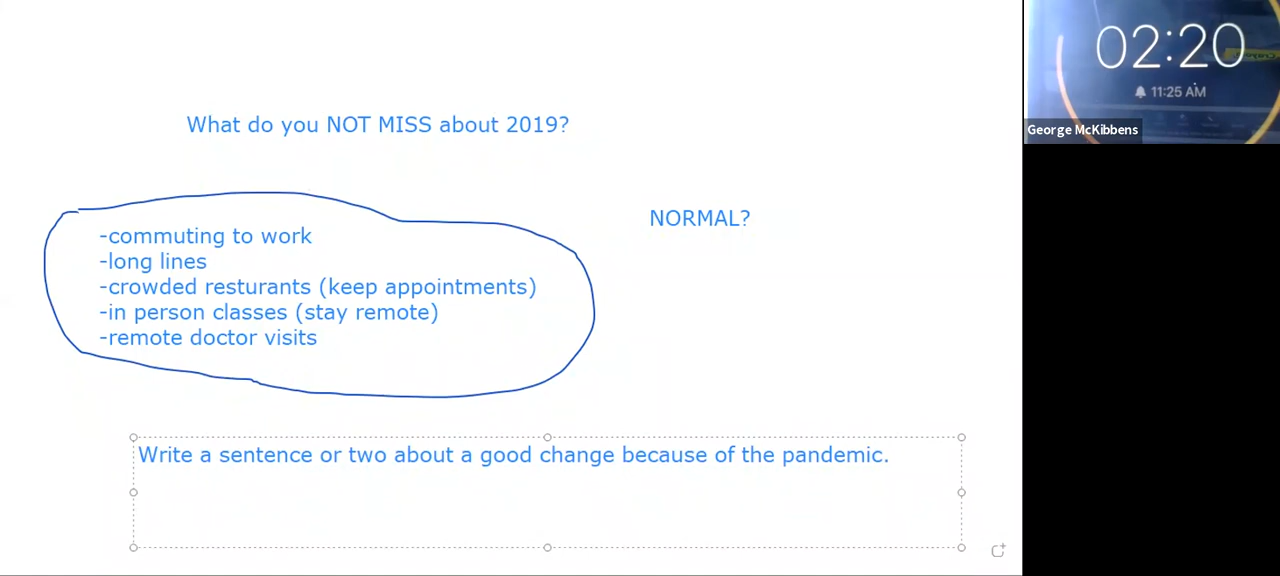 What do you NOT MISS about 2019?
NORMAL?
-commuting to work
-long lines
-crowded resturants (keep appointments)
-in person classes (stay remote)
-remote doctor visits
Write a sentence or two about a good change because of the pandemic.
02:20
11:25 AM
George McKibbens